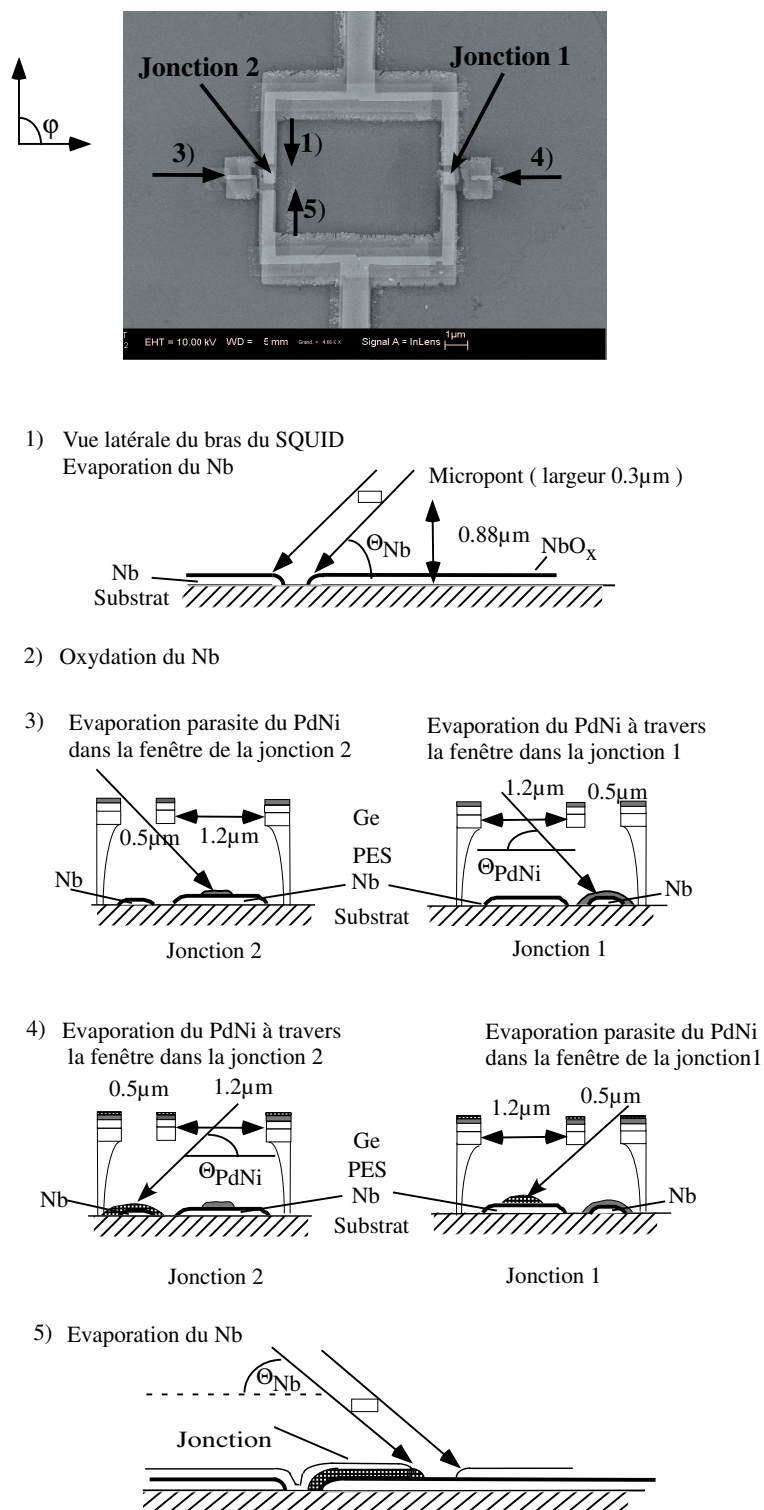 Jonction 2
Jonction 1
φ
1)
3)
4)
5)
2 EHT = 10.00 kV WD = 5 mm Signal A = InLens 1µm
1) Vue latérale du bras du SQUID
Evaporation du Nb
Micropont ( largeur 0.3µm )
ΘNb
0.88µm
NbOx
Nb
Substrat
2) Oxydation du Nb
3) Evaporation parasite du PdNi
dans la fenêtre de la jonction 2
Evaporation du PdNi à travers
la fenêtre dans la jonction 1
0.5µm
1.2µm
Ge
PES
Nb
Nb
Substrat
Jonction 2
1.2µm
0.5µm
ΘPdNi
Nb
Jonction 1
4) Evaporation du PdNi à travers
la fenêtre dans la jonction 2
Evaporation parasite du PdNi
dans la fenêtre de la jonction1
0.5µm
1.2µm
ΘPdNi
Ge
PES
Nb
Nb
Substrat
Jonction 2
1.2µm
0.5µm
Nb
Jonction 1
5) Evaporation du Nb
ΘNb
Jonction